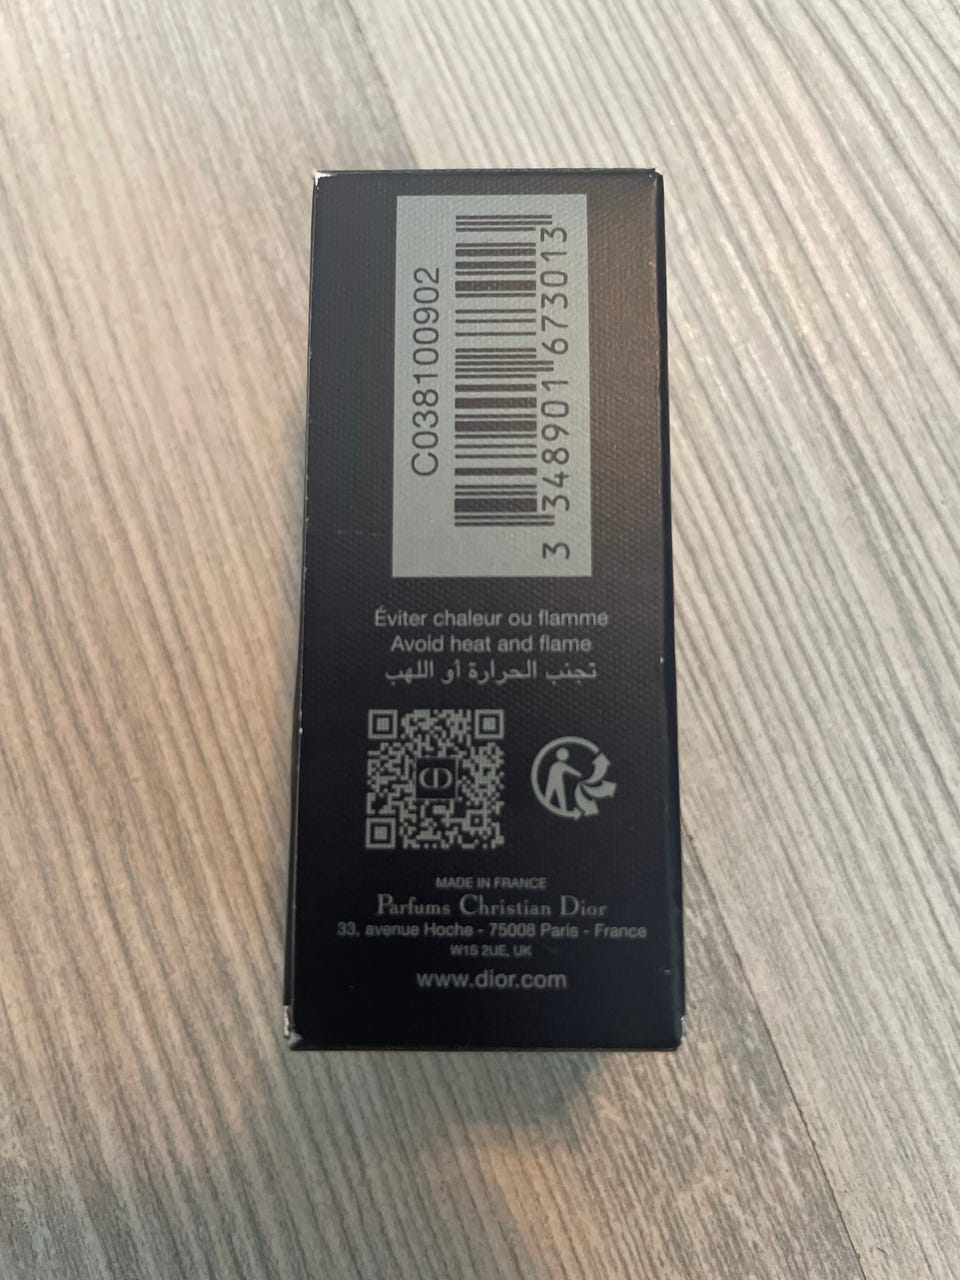 C038100902
3 348901 673013
Éviter chaleur ou flamme
Avoid heat and flame
تجنب الحرارة أو اللهب
CD
MADE IN FRANCE
Parfums Christian Dior
33, avenue Hoche - 75008 Paris - France
W1S 2UE, UK
www.dior.com